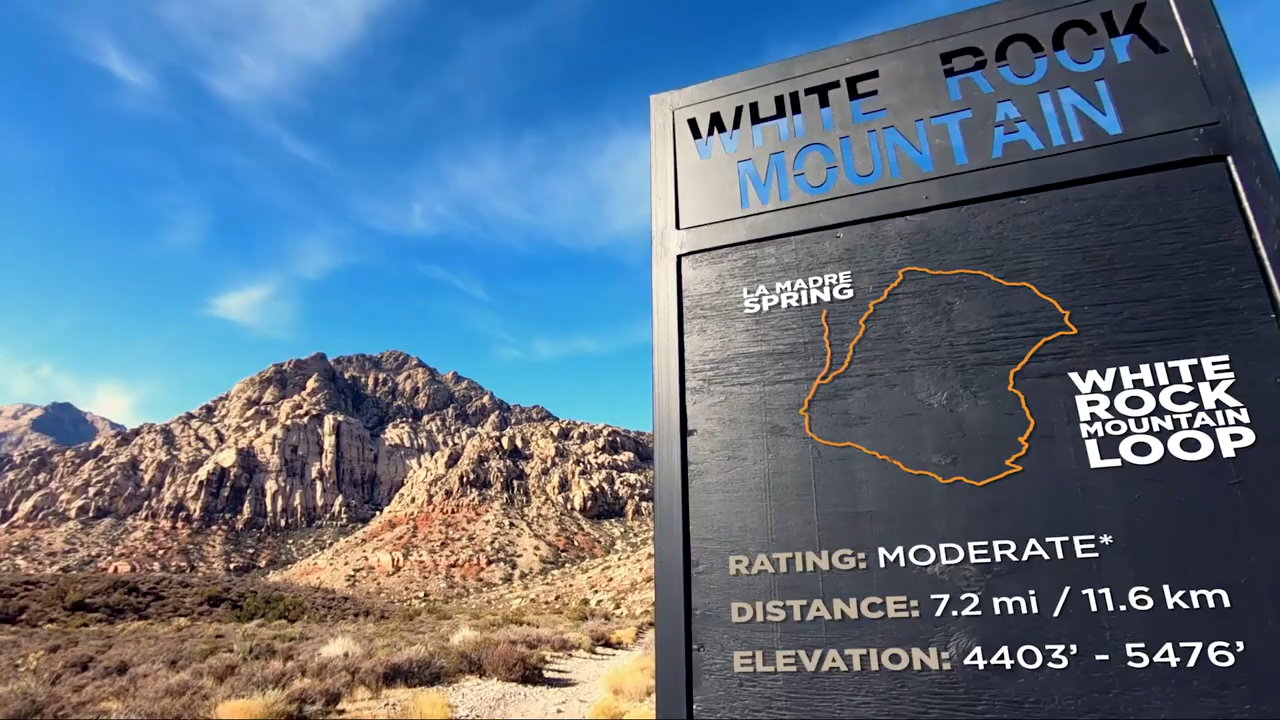 WHITE ROCK
MOUNTAIN
LA MADRE
SPRING
WHITE
ROCK
MOUNTAIN
LOOP
RATING: MODERATE*
DISTANCE: 7.2 mi / 11.6 km
ELEVATION: 4403' - 5476'